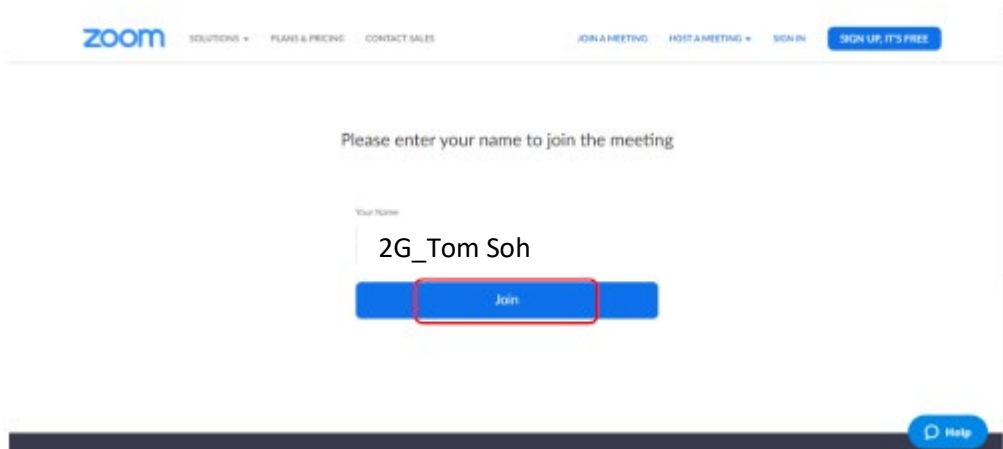 zoom SOLUTIONS PLANS & PRICING CONTACT SALES JOIN A MEETING HOST A MEETING SIGN IN SIGN UP, IT'S FREE
Please enter your name to join the meeting
Your Name
2G_Tom Soh
Join
Help